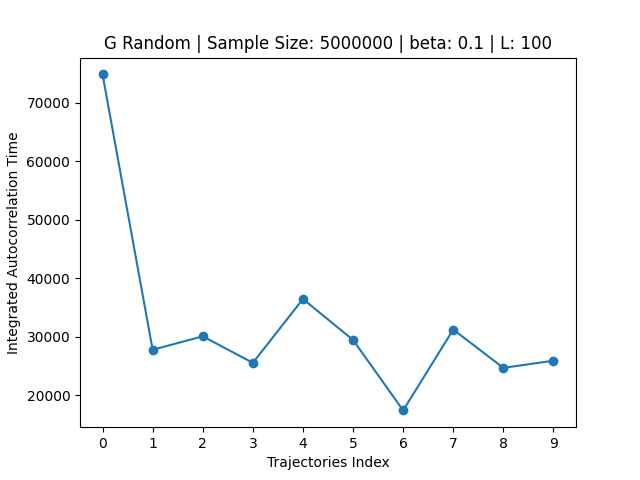 G Random | Sample Size: 5000000 | beta: 0.1 | L: 100
Integrated Autocorrelation Time
70000
60000
50000
40000
30000
20000
0 1 2 3 4 5 6 7 8 9
Trajectories Index